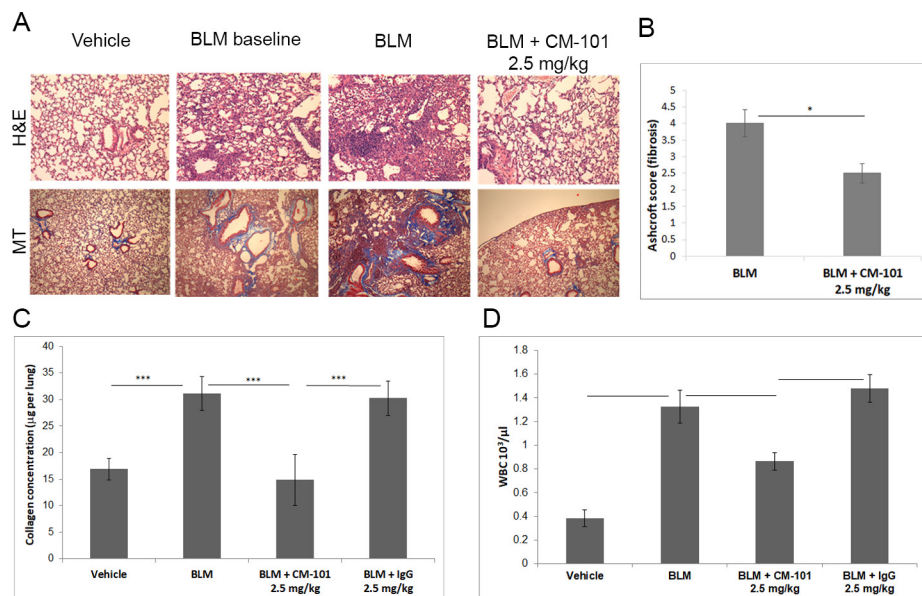 A
Vehicle
BLM baseline
BLM
BLM + CM-101
2.5 mg/kg
H&E
MT
B
Ashcroft score (fibrosis)
5
4.5
4
3.5
3
2.5
2
1.5
1
0.5
0
*
BLM
BLM + CM-101
2.5 mg/kg
C
Collagen concentration (µg per lung)
40
35
30
25
20
15
10
5
0
***
***
***
Vehicle
BLM
BLM + CM-101
2.5 mg/kg
BLM + IgG
2.5 mg/kg
D
WBC 10³/µl
1.8
1.6
1.4
1.2
1
0.8
0.6
0.4
0.2
0
Vehicle
BLM
BLM + CM-101
2.5 mg/kg
BLM + IgG
2.5 mg/kg